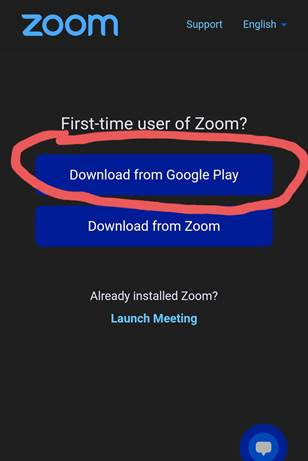 zoom
Support English
First-time user of Zoom?
Download from Google Play
Download from Zoom
Already installed Zoom?
Launch Meeting